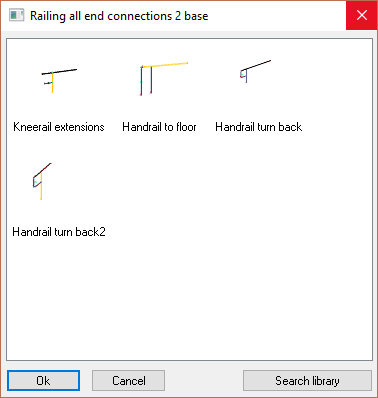 Railing all end connections 2 base
Kneerail extensions
Handrail to floor
Handrail turn back
Handrail turn back2
Ok
Cancel
Search library